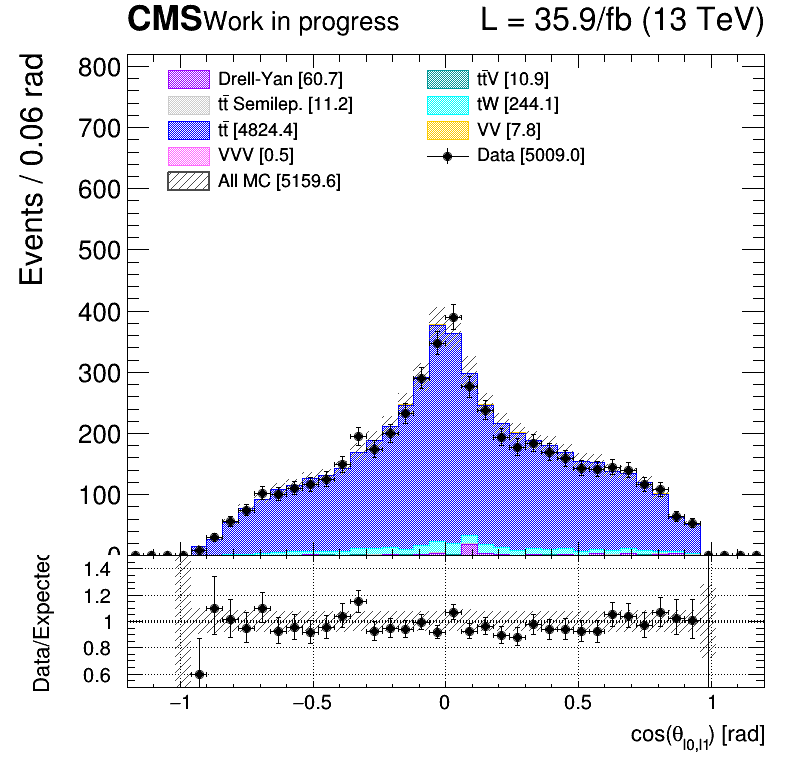 CMS Work in progress L = 35.9/fb (13 TeV)
Events / 0.06 rad
800
700
600
500
400
300
200
100
0
Drell-Yan [60.7]
tt̄ Semilep. [11.2]
tt̄ [4824.4]
VVV [0.5]
All MC [5159.6]
tt̄V [10.9]
tW [244.1]
VV [7.8]
Data [5009.0]
Data/Expected
1.4
1.2
1
0.8
0.6
−1 −0.5 0 0.5 1
cos(θ_{l0,l1}) [rad]